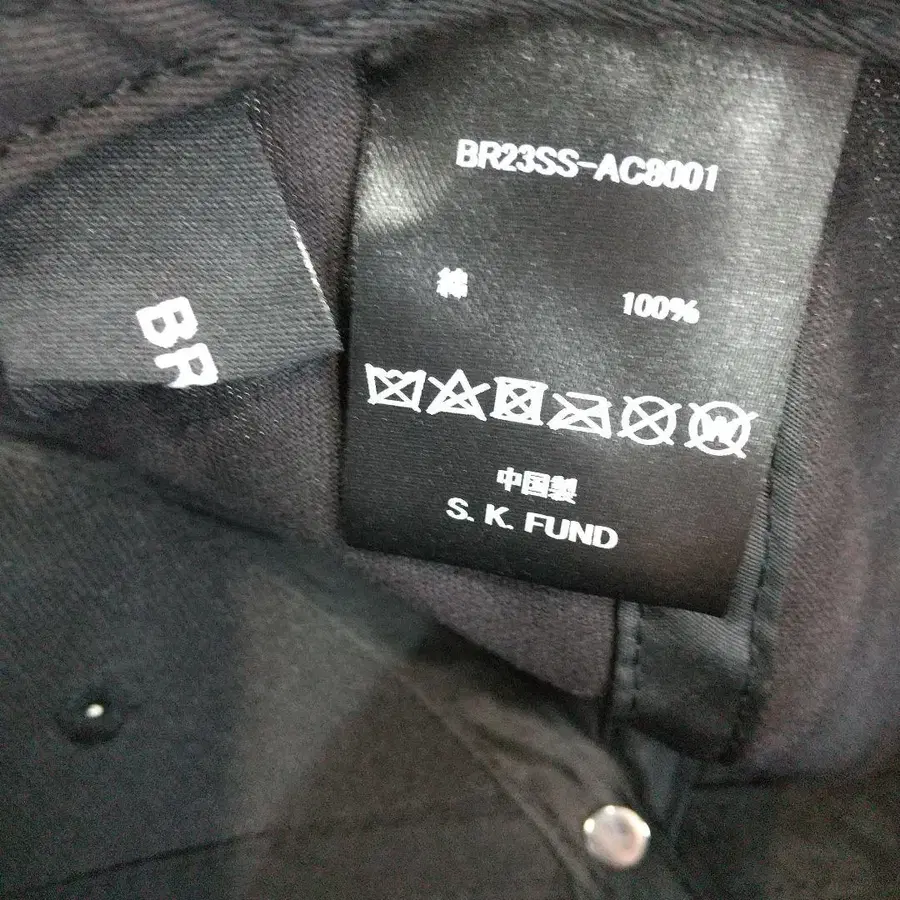 BR23SS-AC8001
綿 100%
W
中国製
S. K. FUND
BR